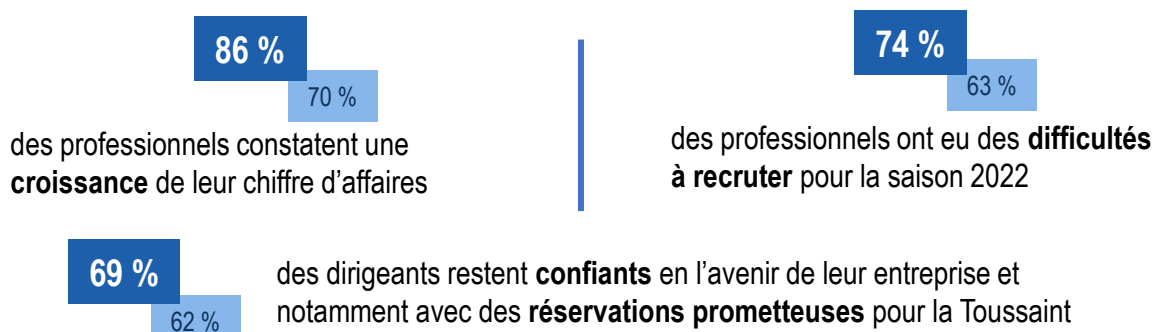 86 %
70 %
des professionnels constatent une
croissance de leur chiffre d'affaires
74 %
63 %
des professionnels ont eu des difficultés
à recruter pour la saison 2022
69 %
62 %
des dirigeants restent confiants en l'avenir de leur entreprise et
notamment avec des réservations prometteuses pour la Toussaint